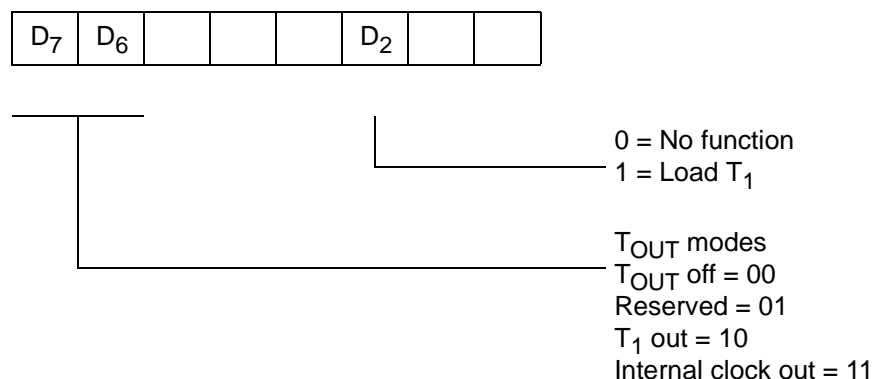 D7 D6 D2
0 = No function
1 = Load T1
TOUT modes
TOUT off = 00
Reserved = 01
T1 out = 10
Internal clock out = 11